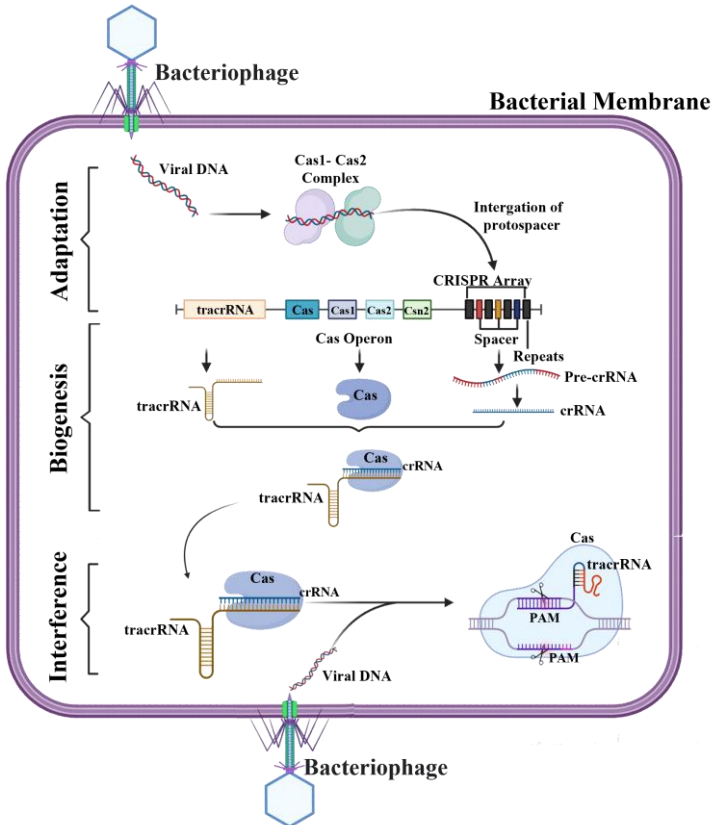 Bacteriophage
Bacterial Membrane
Adaptation
Viral DNA
Cas1- Cas2
Complex
Intergation of
protospacer
CRISPR Array
tracrRNA
Cas
Cas1
Cas2
Csn2
Cas Operon
Spacer
Repeats
Biogenesis
tracrRNA
Cas
Pre-crRNA
crRNA
Cas
crRNA
tracrRNA
Interference
Cas
crRNA
tracrRNA
Viral DNA
Cas
tracrRNA
PAM
PAM
Bacteriophage